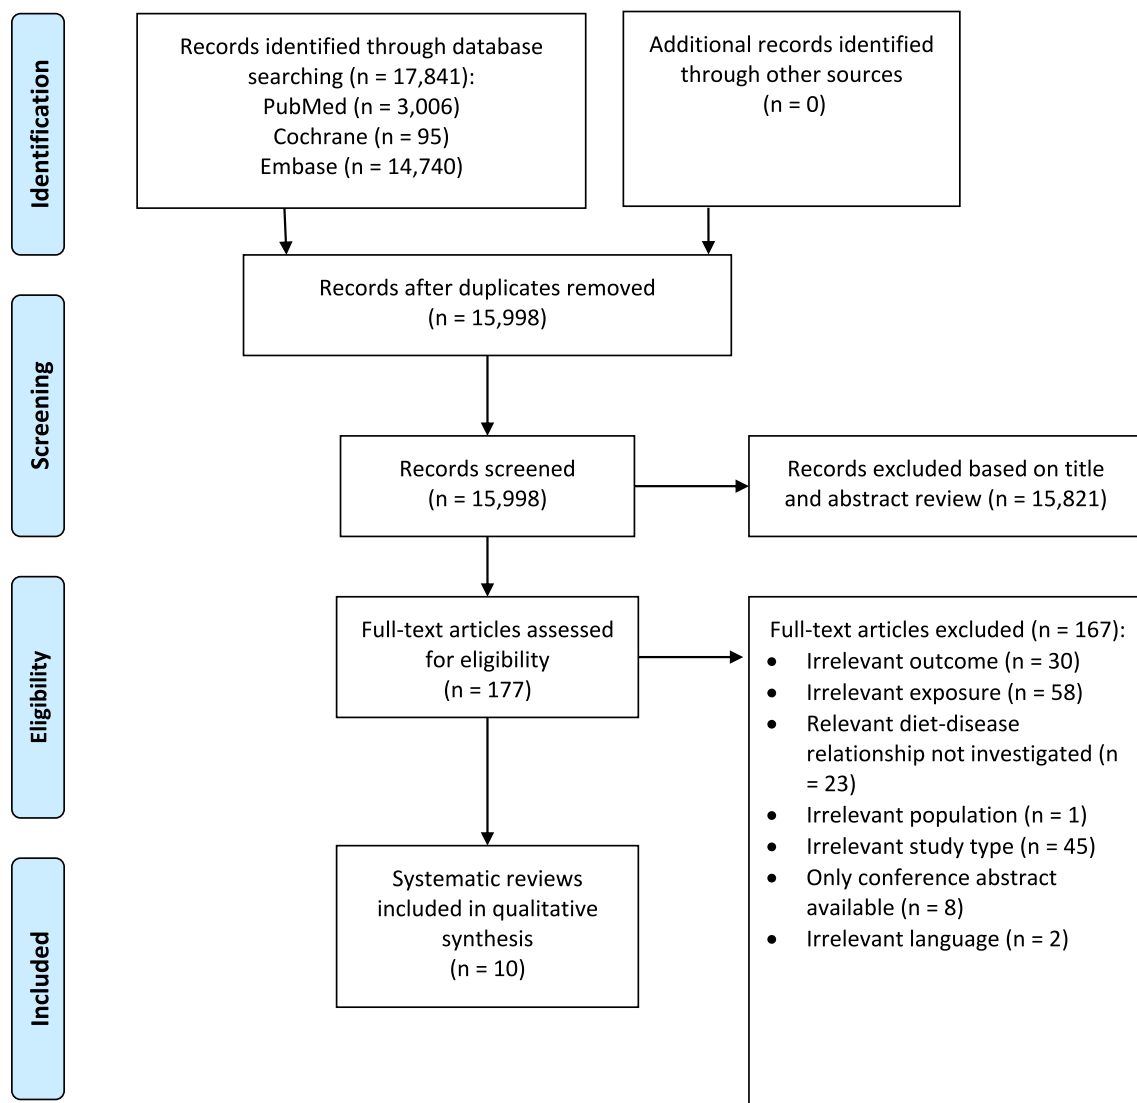 Identification
Records identified through database
searching (n = 17,841):
PubMed (n = 3,006)
Cochrane (n = 95)
Embase (n = 14,740)
Additional records identified
through other sources
(n = 0)
Records after duplicates removed
(n = 15,998)
Screening
Records screened
(n = 15,998)
Records excluded based on title
and abstract review (n = 15,821)
Eligibility
Full-text articles assessed
for eligibility
(n = 177)
Full-text articles excluded (n = 167):
• Irrelevant outcome (n = 30)
• Irrelevant exposure (n = 58)
• Relevant diet-disease
relationship not investigated (n
= 23)
• Irrelevant population (n = 1)
• Irrelevant study type (n = 45)
• Only conference abstract
available (n = 8)
• Irrelevant language (n = 2)
Included
Systematic reviews
included in qualitative
synthesis
(n = 10)